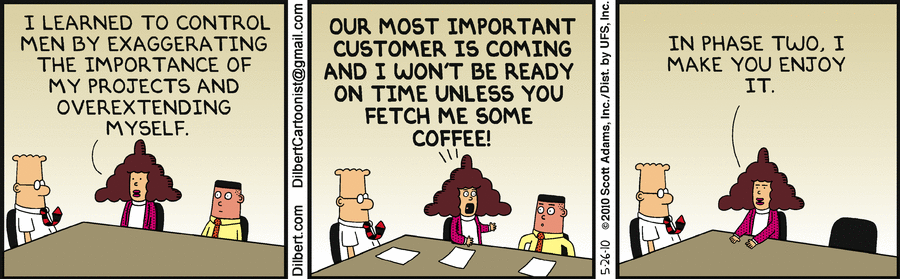 I LEARNED TO CONTROL
MEN BY EXAGGERATING
THE IMPORTANCE OF
MY PROJECTS AND
OVEREXTENDING
MYSELF.
Dilbert.com DilbertCartoonist@gmail.com
OUR MOST IMPORTANT
CUSTOMER IS COMING
AND I WON'T BE READY
ON TIME UNLESS YOU
FETCH ME SOME
COFFEE!
5-26-10 ©2010 Scott Adams, Inc./Dist. by UFS, Inc.
IN PHASE TWO, I
MAKE YOU ENJOY
IT.